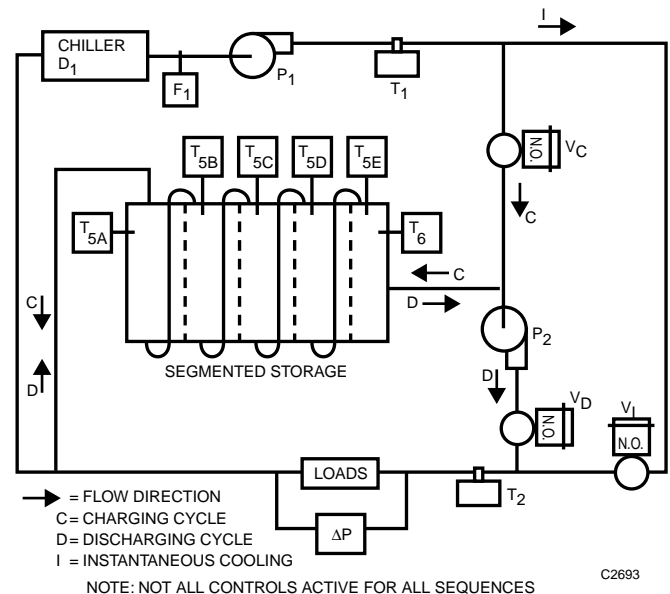 CHILLER
D1
F1
P1
T1
I
N.O.
VC
C
T5A
T5B
T5C
T5D
T5E
T6
C
D
C
D
SEGMENTED STORAGE
P2
D
N.O.
VD
VI
N.O.
LOADS
T2
ΔP
= FLOW DIRECTION
C = CHARGING CYCLE
D = DISCHARGING CYCLE
I = INSTANTANEOUS COOLING
NOTE: NOT ALL CONTROLS ACTIVE FOR ALL SEQUENCES
C2693